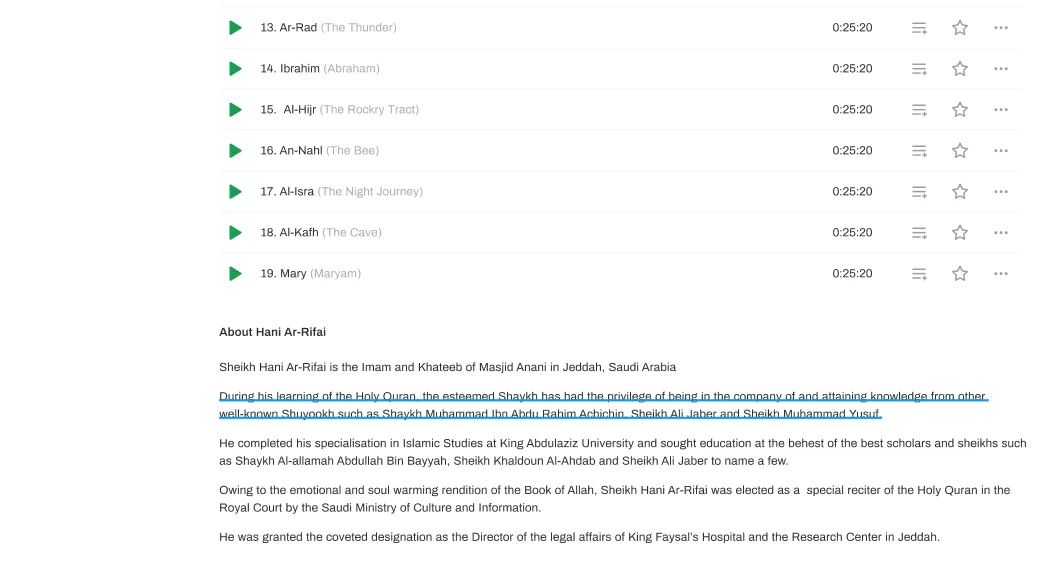 13. Ar-Rad (The Thunder) 0:25:20
14. Ibrahim (Abraham) 0:25:20
15. Al-Hijr (The Rockry Tract) 0:25:20
16. An-Nahl (The Bee) 0:25:20
17. Al-Isra (The Night Journey) 0:25:20
18. Al-Kafh (The Cave) 0:25:20
19. Mary (Maryam) 0:25:20
About Hani Ar-Rifai
Sheikh Hani Ar-Rifai is the Imam and Khateeb of Masjid Anani in Jeddah, Saudi Arabia
During his learning of the Holy Quran, the esteemed Shaykh has had the privilege of being in the company of and attaining knowledge from other
well-known Shuyookh such as Shaykh Muhammad Ibn Abdu Rahim Achichin, Sheikh Ali Jaber and Sheikh Muhammad Yusuf.
He completed his specialisation in Islamic Studies at King Abdulaziz University and sought education at the behest of the best scholars and sheikhs such
as Shaykh Al-allamah Abdullah Bin Bayyah, Sheikh Khaldoun Al-Ahdab and Sheikh Ali Jaber to name a few.
Owing to the emotional and soul warming rendition of the Book of Allah, Sheikh Hani Ar-Rifai was elected as a special reciter of the Holy Quran in the
Royal Court by the Saudi Ministry of Culture and Information.
He was granted the coveted designation as the Director of the legal affairs of King Faysal's Hospital and the Research Center in Jeddah.